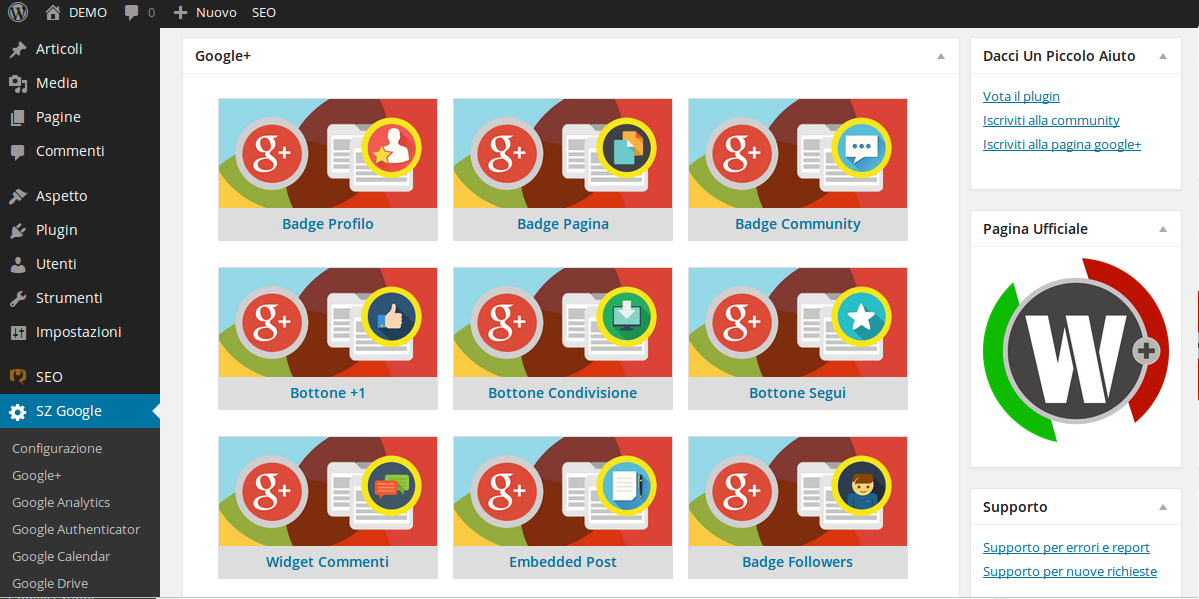 DEMO 0 Nuovo SEO
Articoli
Media
Pagine
Commenti
Aspetto
Plugin
Utenti
Strumenti
Impostazioni
SEO
SZ Google
Configurazione
Google+
Google Analytics
Google Authenticator
Google Calendar
Google Drive
Google+
g+ g+ g+
Badge Profilo Badge Pagina Badge Community
g+ g+ g+
Bottone +1 Bottone Condivisione Bottone Segui
g+ g+ g+
Widget Commenti Embedded Post Badge Followers
Dacci Un Piccolo Aiuto
Vota il plugin
Iscriviti alla community
Iscriviti alla pagina google+
Pagina Ufficiale
W
Supporto
Supporto per errori e report
Supporto per nuove richieste